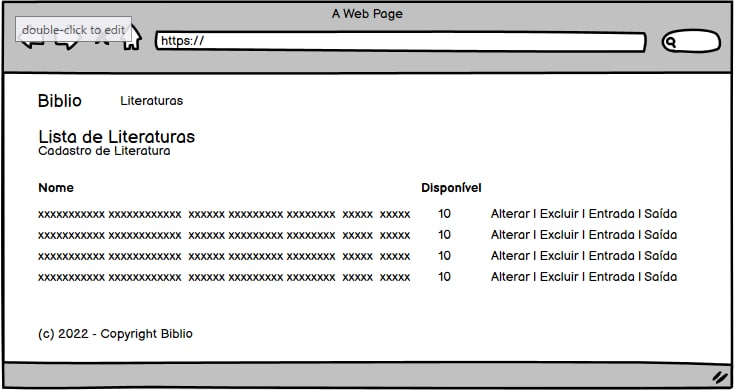 A Web Page
double-click to edit
https://
Biblio Literaturas
Lista de Literaturas
Cadastro de Literatura
Nome Disponível
xxxxxxxxxxx xxxxxxxxxxxx xxxxxx xxxxxxxxx xxxxxxxx xxxxx xxxxx 10 Alterar | Excluir | Entrada | Saída
xxxxxxxxxxx xxxxxxxxxxxx xxxxxx xxxxxxxxx xxxxxxxx xxxxx xxxxx 10 Alterar | Excluir | Entrada | Saída
xxxxxxxxxxx xxxxxxxxxxxx xxxxxx xxxxxxxxx xxxxxxxx xxxxx xxxxx 10 Alterar | Excluir | Entrada | Saída
xxxxxxxxxxx xxxxxxxxxxxx xxxxxx xxxxxxxxx xxxxxxxx xxxxx xxxxx 10 Alterar | Excluir | Entrada | Saída
(c) 2022 - Copyright Biblio